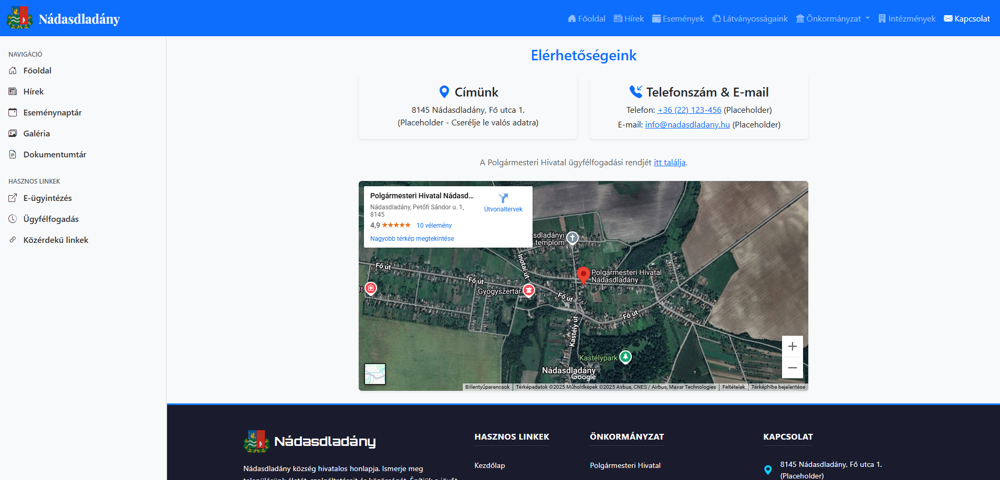 Nádasdladány
Főoldal
Hírek
Események
Látványosságaink
Önkormányzat
Intézmények
Kapcsolat
NAVIGÁCIÓ
Főoldal
Hírek
Eseménynaptár
Galéria
Dokumentumtár
HASZNOS LINKEK
E-ügyintézés
Ügyfélfogadás
Közérdekű linkek
Elérhetőségeink
Címünk
8145 Nádasdladány, Fő utca 1.
(Placeholder - Cserélje le valós adatra)
Telefonszám & E-mail
Telefon: +36 (22) 123-456 (Placeholder)
E-mail: info@nadasdladany.hu (Placeholder)
A Polgármesteri Hivatal ügyfélfogadási rendjét itt találja.
Polgármesteri Hivatal Nádasd...
Nádasdladány, Petőfi Sándor u. 1,
8145
4,9
10 vélemény
Nagyobb térkép megtekintése
Útvonaltervek
sdladányi
templom
Inotai út
Fő út
Fő út
Polgármesteri Hivatal
Nádasdladány
Gyógyszertár
Fő út
Fő út
Kastély út
Kastélypark
Nádasdladány
Google
Billentyűparancsok
Térképadatok ©2025 Műholdképek ©2025 Airbus, CNES / Airbus, Maxar Technologies
Feltételek
Térképhiba bejelentése
Nádasdladány
Nádasdladány község hivatalos honlapja. Ismerje meg
HASZNOS LINKEK
Kezdőlap
ÖNKORMÁNYZAT
Polgármesteri Hivatal
KAPCSOLAT
8145 Nádasdladány, Fő utca 1.
(Placeholder)